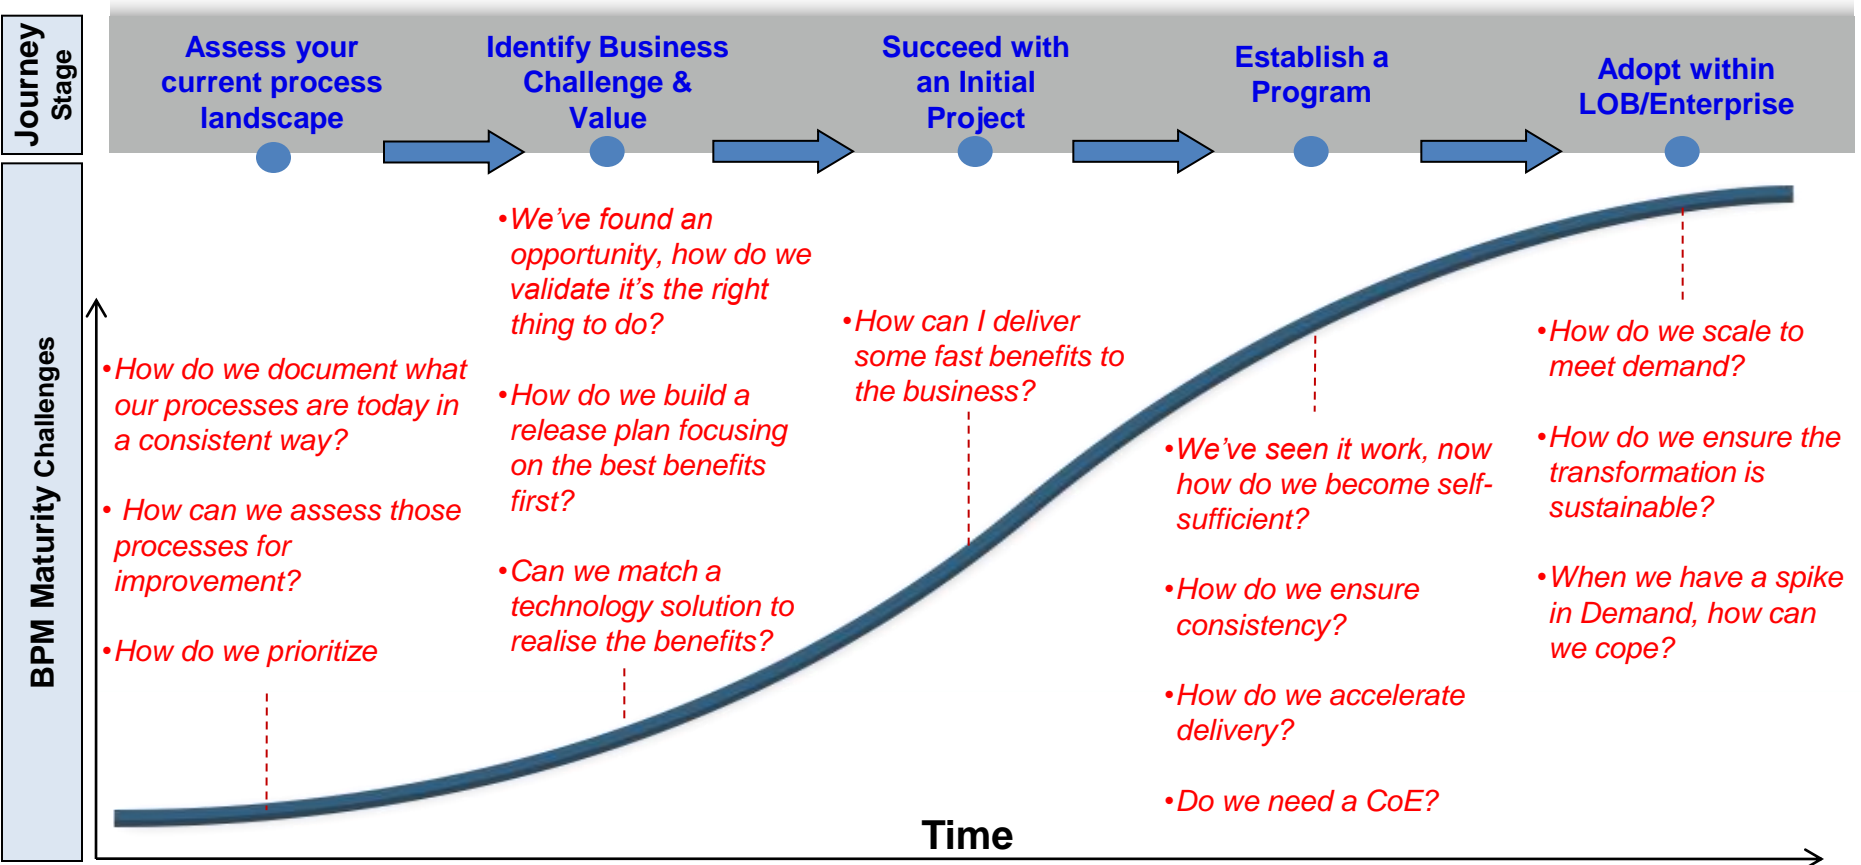 Journey
Stage
Assess your
current process
landscape
Identify Business
Challenge &
Value
Succeed with
an Initial
Project
Establish a
Program
Adopt within
LOB/Enterprise
BPM Maturity Challenges
•How do we document what
our processes are today in
a consistent way?
• How can we assess those
processes for
improvement?
•How do we prioritize
•We’ve found an
opportunity, how do we
validate it’s the right
thing to do?
•How do we build a
release plan focusing
on the best benefits
first?
•Can we match a
technology solution to
realise the benefits?
•How can I deliver
some fast benefits to
the business?
•We’ve seen it work, now
how do we become self-
sufficient?
•How do we ensure
consistency?
•How do we accelerate
delivery?
•Do we need a CoE?
•How do we scale to
meet demand?
•How do we ensure the
transformation is
sustainable?
•When we have a spike
in Demand, how can
we cope?
Time